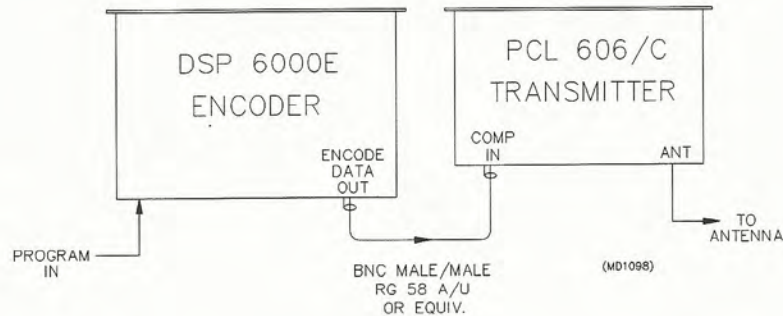 DSP 6000E
ENCODER
ENCODE
DATA
OUT
PCL 606/C
TRANSMITTER
COMP
IN
ANT
PROGRAM
IN
TO
ANTENNA
BNC MALE/MALE
RG 58 A/U
OR EQUIV.
(MD1098)